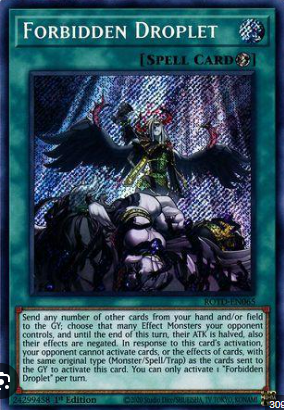 FORBIDDEN DROPLET
[SPELL CARD
ROTD-EN065
Send any number of other cards from your hand and/or field
to the GY; choose that many Effect Monsters your opponent
controls, and until the end of this turn, their ATK is halved, also
their effects are negated. In response to this card's activation,
your opponent cannot activate cards, or the effects of cards, with
the same original type (Monster/Spell/Trap) as the cards sent to
the GY. You can only activate 1 "Forbidden
Droplet" per turn.
24299458 1st Edition